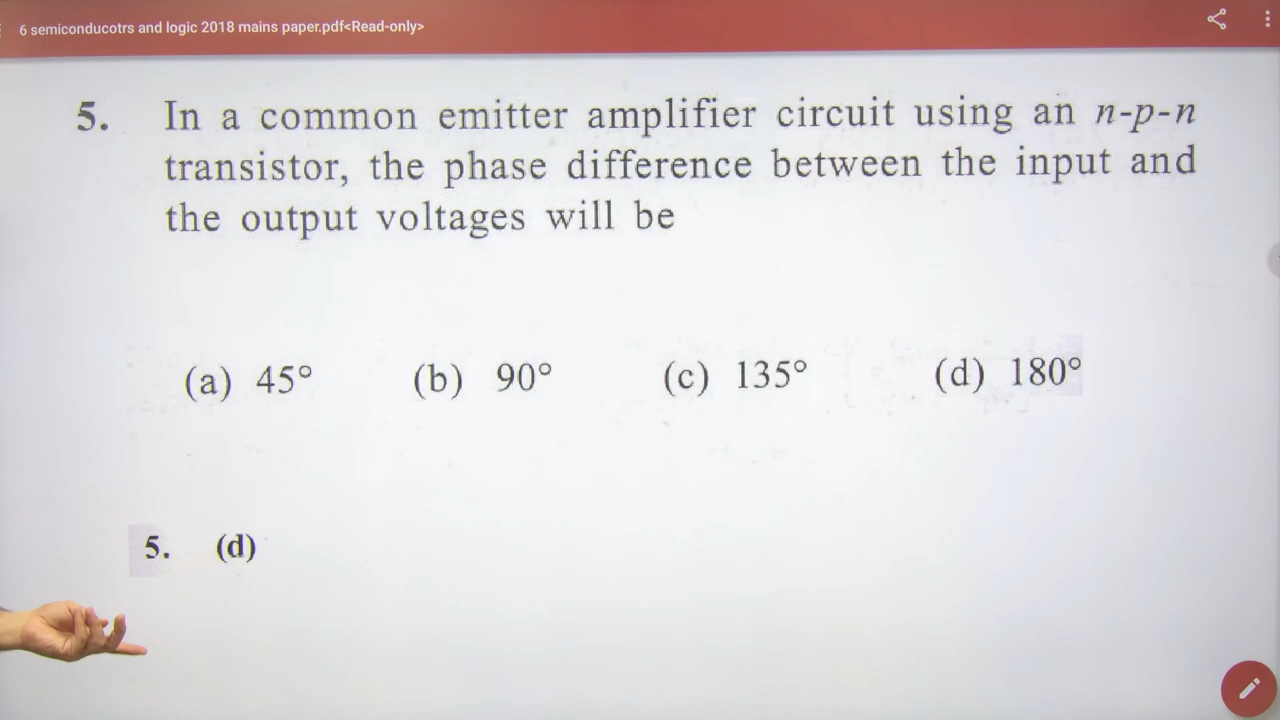 6 semiconducotrs and logic 2018 mains paper.pdf<Read-only>
5. In a common emitter amplifier circuit using an n-p-n
transistor, the phase difference between the input and
the output voltages will be
(a) 45° (b) 90° (c) 135° (d) 180°
5. (d)